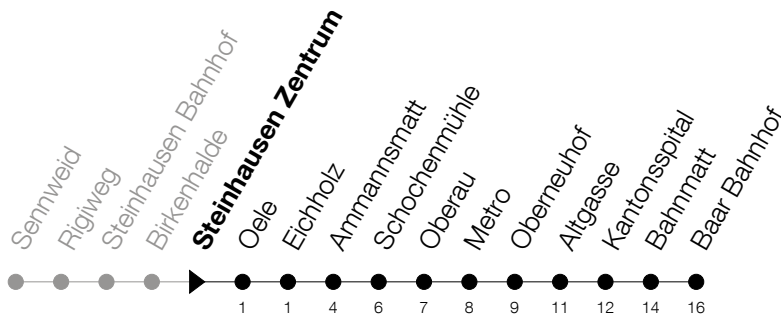 Sennweid
Rigiweg
Steinhausen Bahnhof
Birkenhalde
Steinhausen Zentrum
Oele
Eichholz
Ammannsmatt
Schochenmühle
Oberau
Metro
Oberneuhof
Altgasse
Kantonsspital
Bahnmatt
Baar Bahnhof
1 1 4 6 7 8 9 11 12 14 16